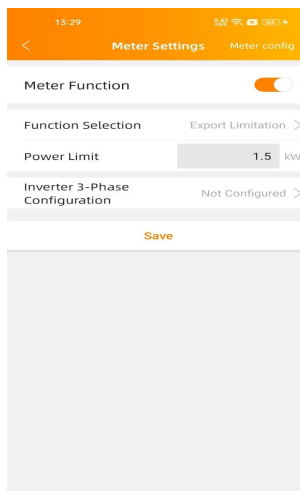 13:29
Meter Settings Meter config
Meter Function
Function Selection Export Limitation
Power Limit 1.5 kW
Inverter 3-Phase
Configuration
Not Configured
Save